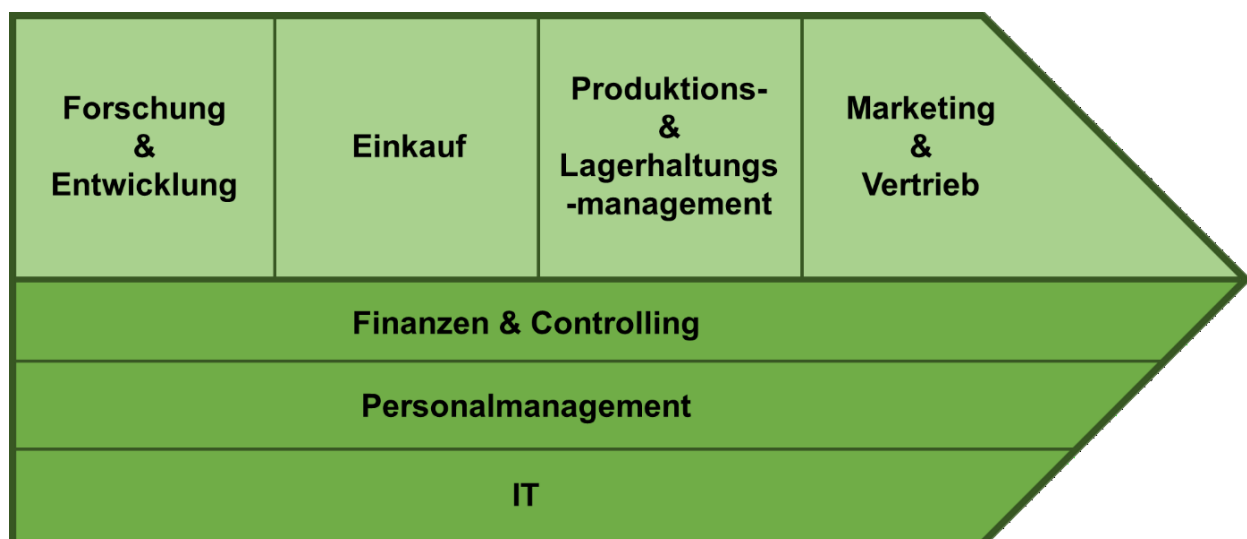 Forschung
&
Entwicklung
Einkauf
Produktions-
&
Lagerhaltungs
-management
Marketing
&
Vertrieb
Finanzen & Controlling
Personalmanagement
IT